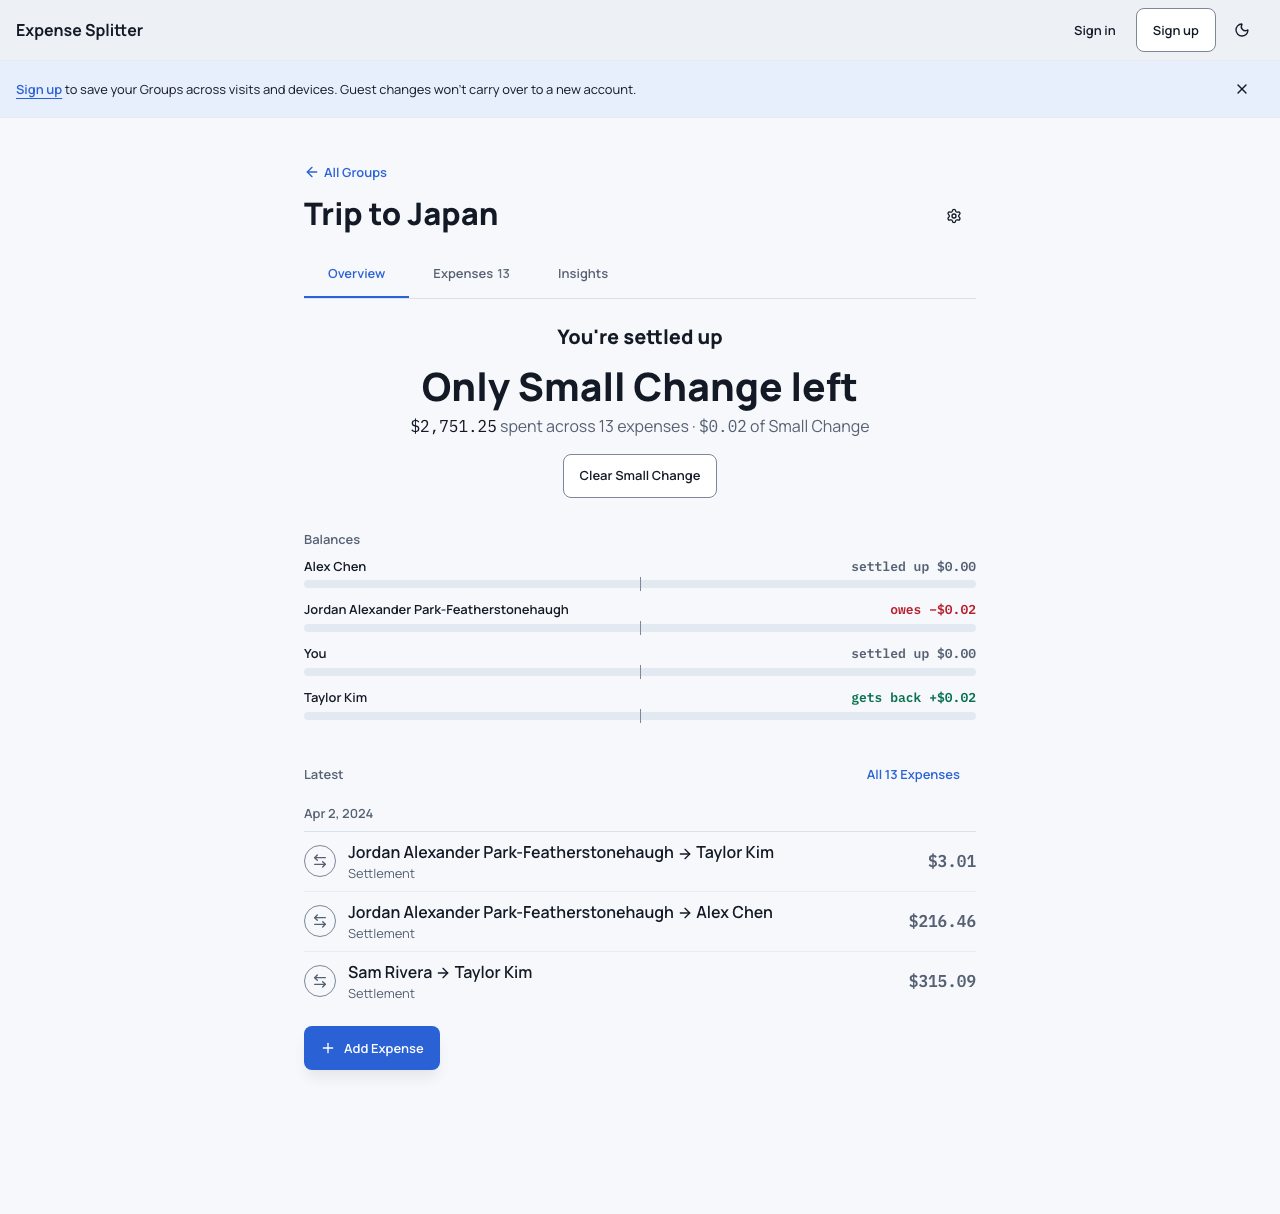 Expense Splitter
Sign in
Sign up
Sign up to save your Groups across visits and devices. Guest changes won't carry over to a new account.
All Groups
Trip to Japan
Overview
Expenses 13
Insights
You're settled up
Only Small Change left
$2,751.25 spent across 13 expenses · $0.02 of Small Change
Clear Small Change
Balances
Alex Chen
settled up $0.00
Jordan Alexander Park-Featherstonehaugh
owes −$0.02
You
settled up $0.00
Taylor Kim
gets back +$0.02
Latest
All 13 Expenses
Apr 2, 2024
Jordan Alexander Park-Featherstonehaugh → Taylor Kim
$3.01
Settlement
Jordan Alexander Park-Featherstonehaugh → Alex Chen
$216.46
Settlement
Sam Rivera → Taylor Kim
$315.09
Settlement
Add Expense